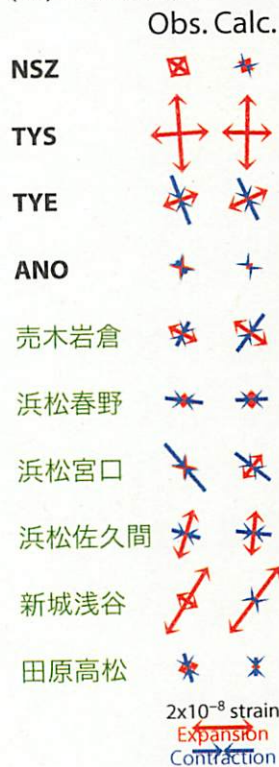 Obs. Calc.
NSZ
TYS
TYE
ANO
売木岩倉
浜松春野
浜松宮口
浜松佐久間
新城浅谷
田原高松
2x10⁻⁸ strain
Expansion
Contraction